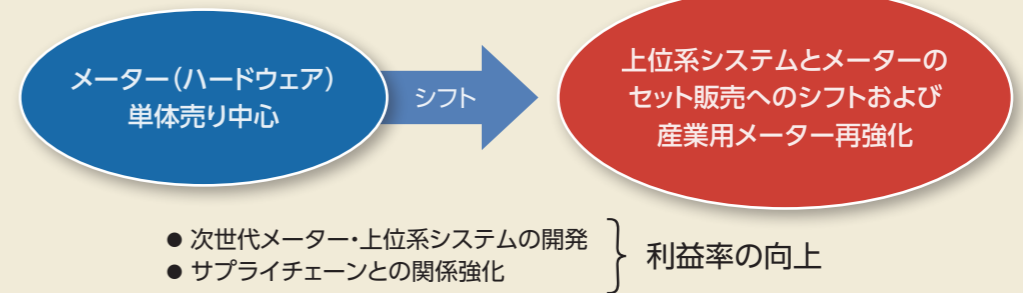 メーター（ハードウェア）
単体売り中心
シフト
上位系システムとメーターの
セット販売へのシフトおよび
産業用メーター再強化
● 次世代メーター・上位系システムの開発
● サプライチェーンとの関係強化
利益率の向上